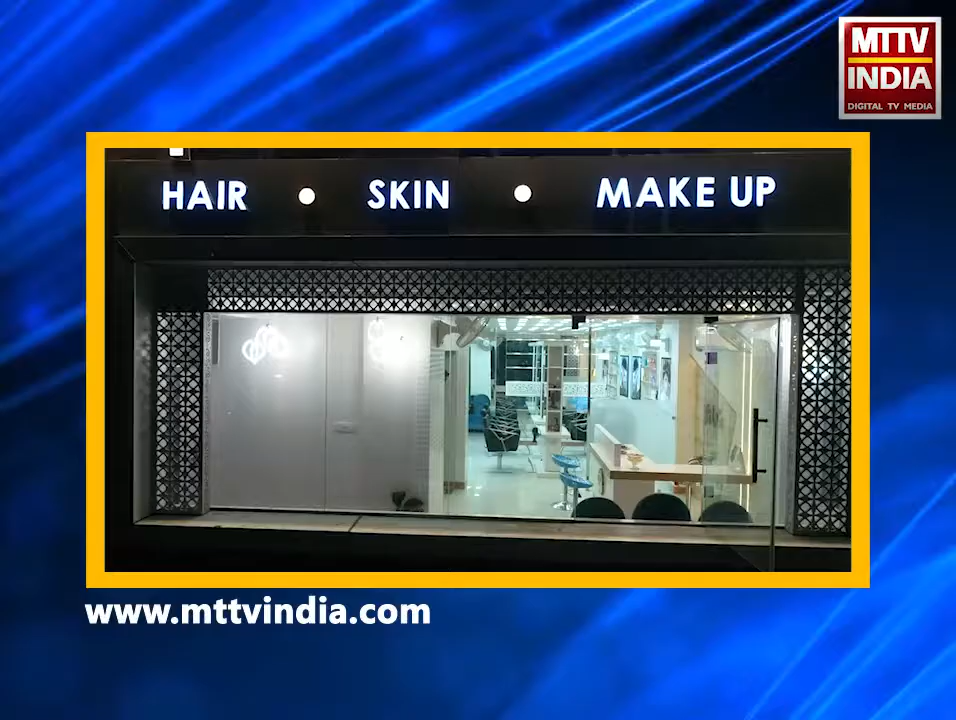 MTTV
INDIA
DIGITAL TV MEDIA
HAIR • SKIN • MAKE UP
www.mttvindia.com